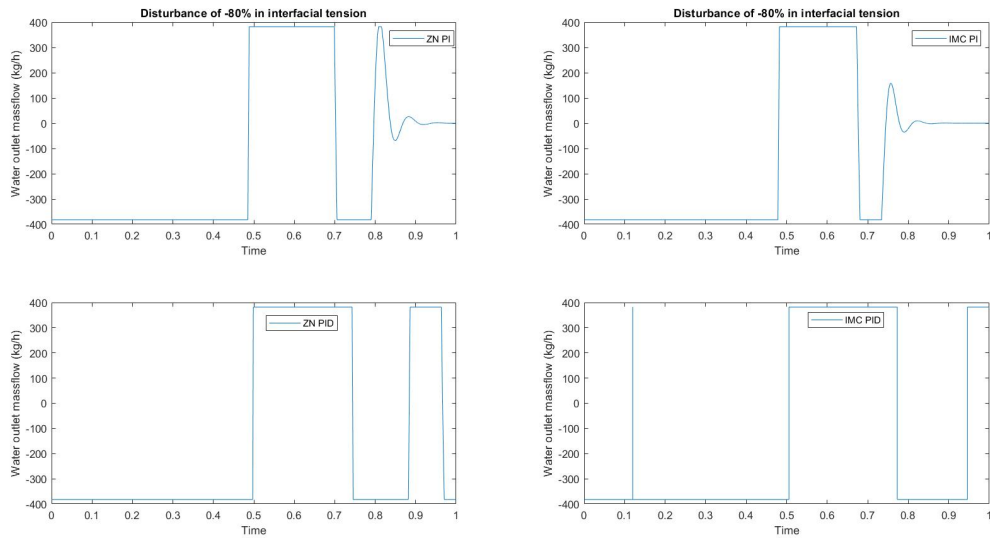 Disturbance of -80% in interfacial tension
400
300
200
100
0
-100
-200
-300
-400
Water outlet massflow (kg/h)
ZN PI
0 0.1 0.2 0.3 0.4 0.5 0.6 0.7 0.8 0.9 1
Time
Disturbance of -80% in interfacial tension
400
300
200
100
0
-100
-200
-300
-400
Water outlet massflow (kg/h)
IMC PI
0 0.1 0.2 0.3 0.4 0.5 0.6 0.7 0.8 0.9 1
Time
400
300
200
100
0
-100
-200
-300
-400
Water outlet massflow (kg/h)
ZN PID
0 0.1 0.2 0.3 0.4 0.5 0.6 0.7 0.8 0.9 1
Time
400
300
200
100
0
-100
-200
-300
-400
Water outlet massflow (kg/h)
IMC PID
0 0.1 0.2 0.3 0.4 0.5 0.6 0.7 0.8 0.9 1
Time